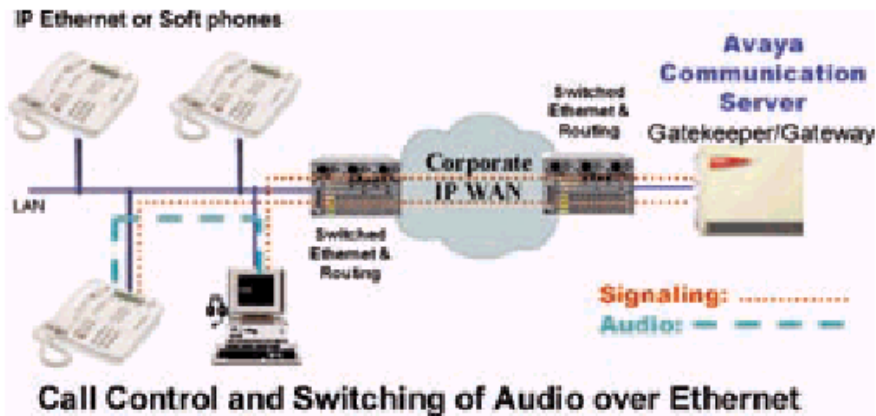 IP Ethernet or Soft phones
Avaya
Communication
Server
Gatekeeper/Gateway
Switched
Ethernet &
Routing
Corporate
IP WAN
LAN
Switched
Ethernet &
Routing
Signaling:
Audio:
Call Control and Switching of Audio over Ethernet